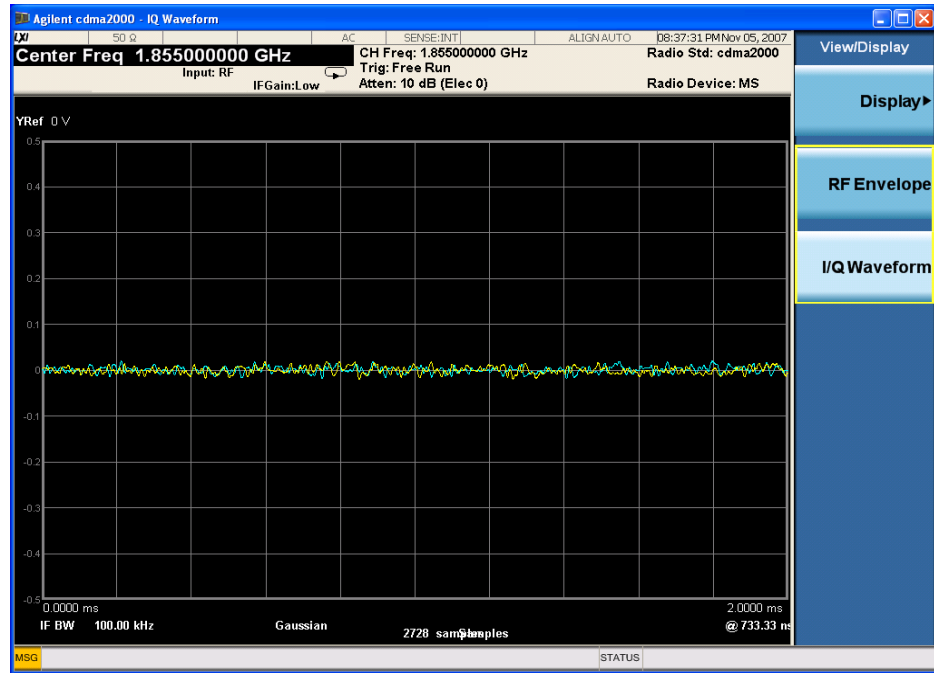 Agilent cdma2000 - IQ Waveform
LXI 50 Ω AC SENSE:INT ALIGN AUTO 08:37:31 PM Nov 05, 2007
Center Freq 1.855000000 GHz
Input: RF
IFGain:Low
CH Freq: 1.855000000 GHz
Trig: Free Run
Atten: 10 dB (Elec 0)
Radio Std: cdma2000
Radio Device: MS
View/Display
Display
RF Envelope
I/Q Waveform
YRef 0 V
0.5
0.4
0.3
0.2
0.1
0
-0.1
-0.2
-0.3
-0.4
-0.5
0.0000 ms 2.0000 ms
IF BW 100.00 kHz Gaussian 2728 samples Samples @ 733.33 ns
MSG STATUS